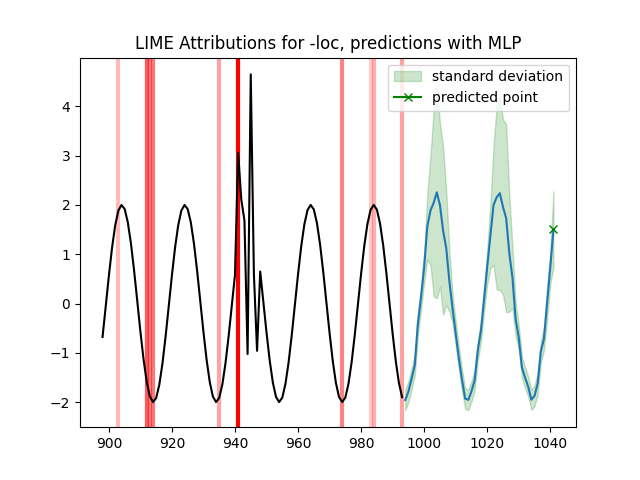 LIME Attributions for -loc, predictions with MLP
standard deviation
predicted point
4
3
2
1
0
−1
−2
900 920 940 960 980 1000 1020 1040